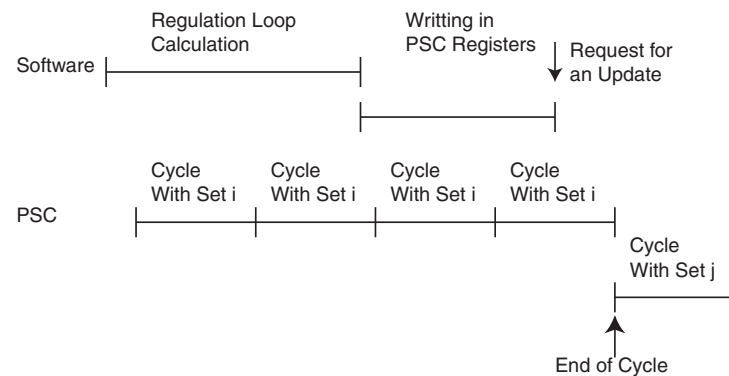 Regulation Loop
Calculation
Writting in
PSC Registers
Request for
an Update
Software
Cycle
With Set i
Cycle
With Set i
Cycle
With Set i
Cycle
With Set i
PSC
Cycle
With Set j
End of Cycle